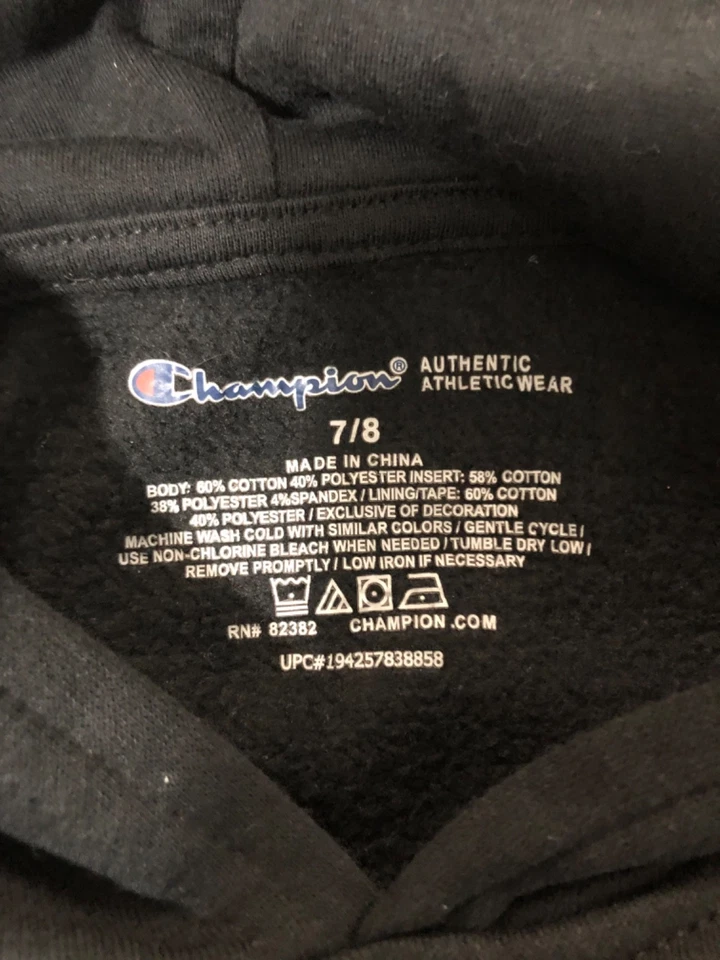 Champion® AUTHENTIC
ATHLETICWEAR
7/8
MADE IN CHINA
BODY: 60% COTTON 40% POLYESTER INSERT: 58% COTTON
38% POLYESTER 4%SPANDEX / LINING/TAPE: 60% COTTON
40% POLYESTER / EXCLUSIVE OF DECORATION
MACHINE WASH COLD WITH SIMILAR COLORS / GENTLE CYCLE /
USE NON-CHLORINE BLEACH WHEN NEEDED / TUMBLE DRY LOW /
REMOVE PROMPTLY / LOW IRON IF NECESSARY
RN# 82382 CHAMPION.COM
UPC#194257838858